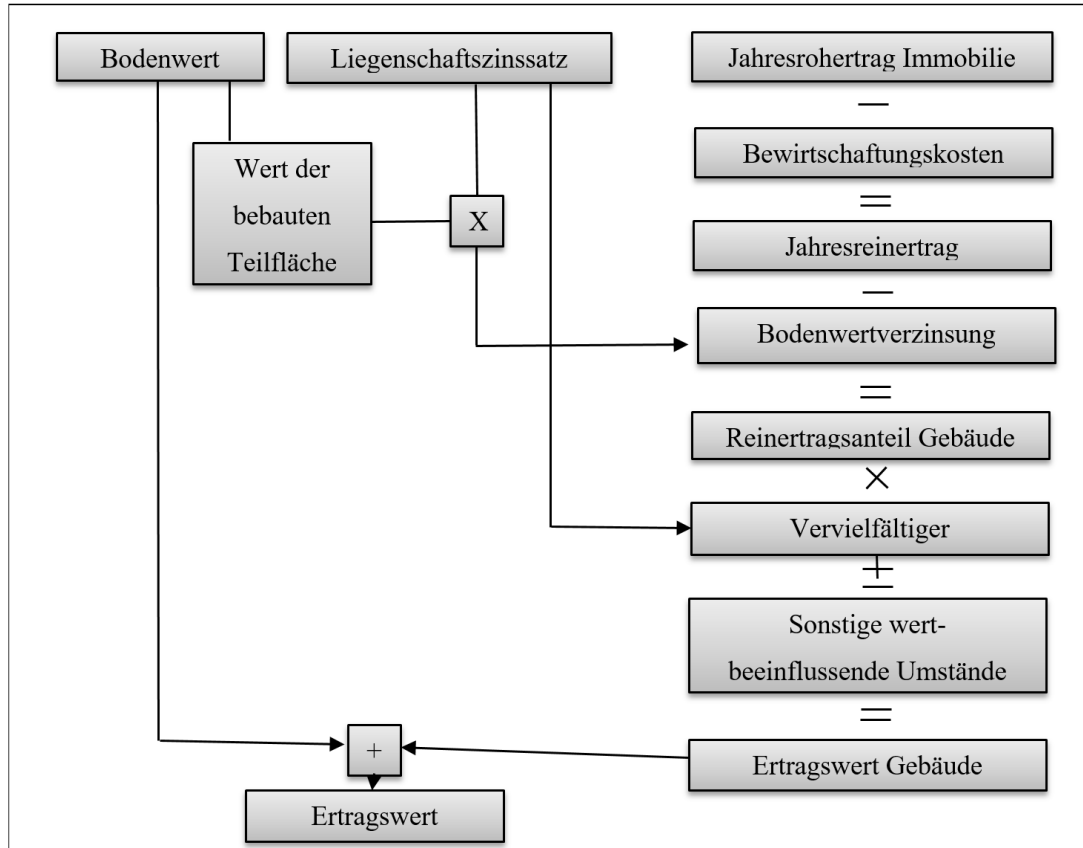 Bodenwert
Liegenschaftszinssatz
Jahresrohertrag Immobilie
−
Bewirtschaftungskosten
=
Wert der
bebauten
Teilfläche
X
Jahresreinertrag
−
Bodenwertverzinsung
=
Reinertragsanteil Gebäude
×
Vervielfältiger
±
Sonstige wert-
beeinflussende Umstände
=
Ertragswert Gebäude
+
Ertragswert